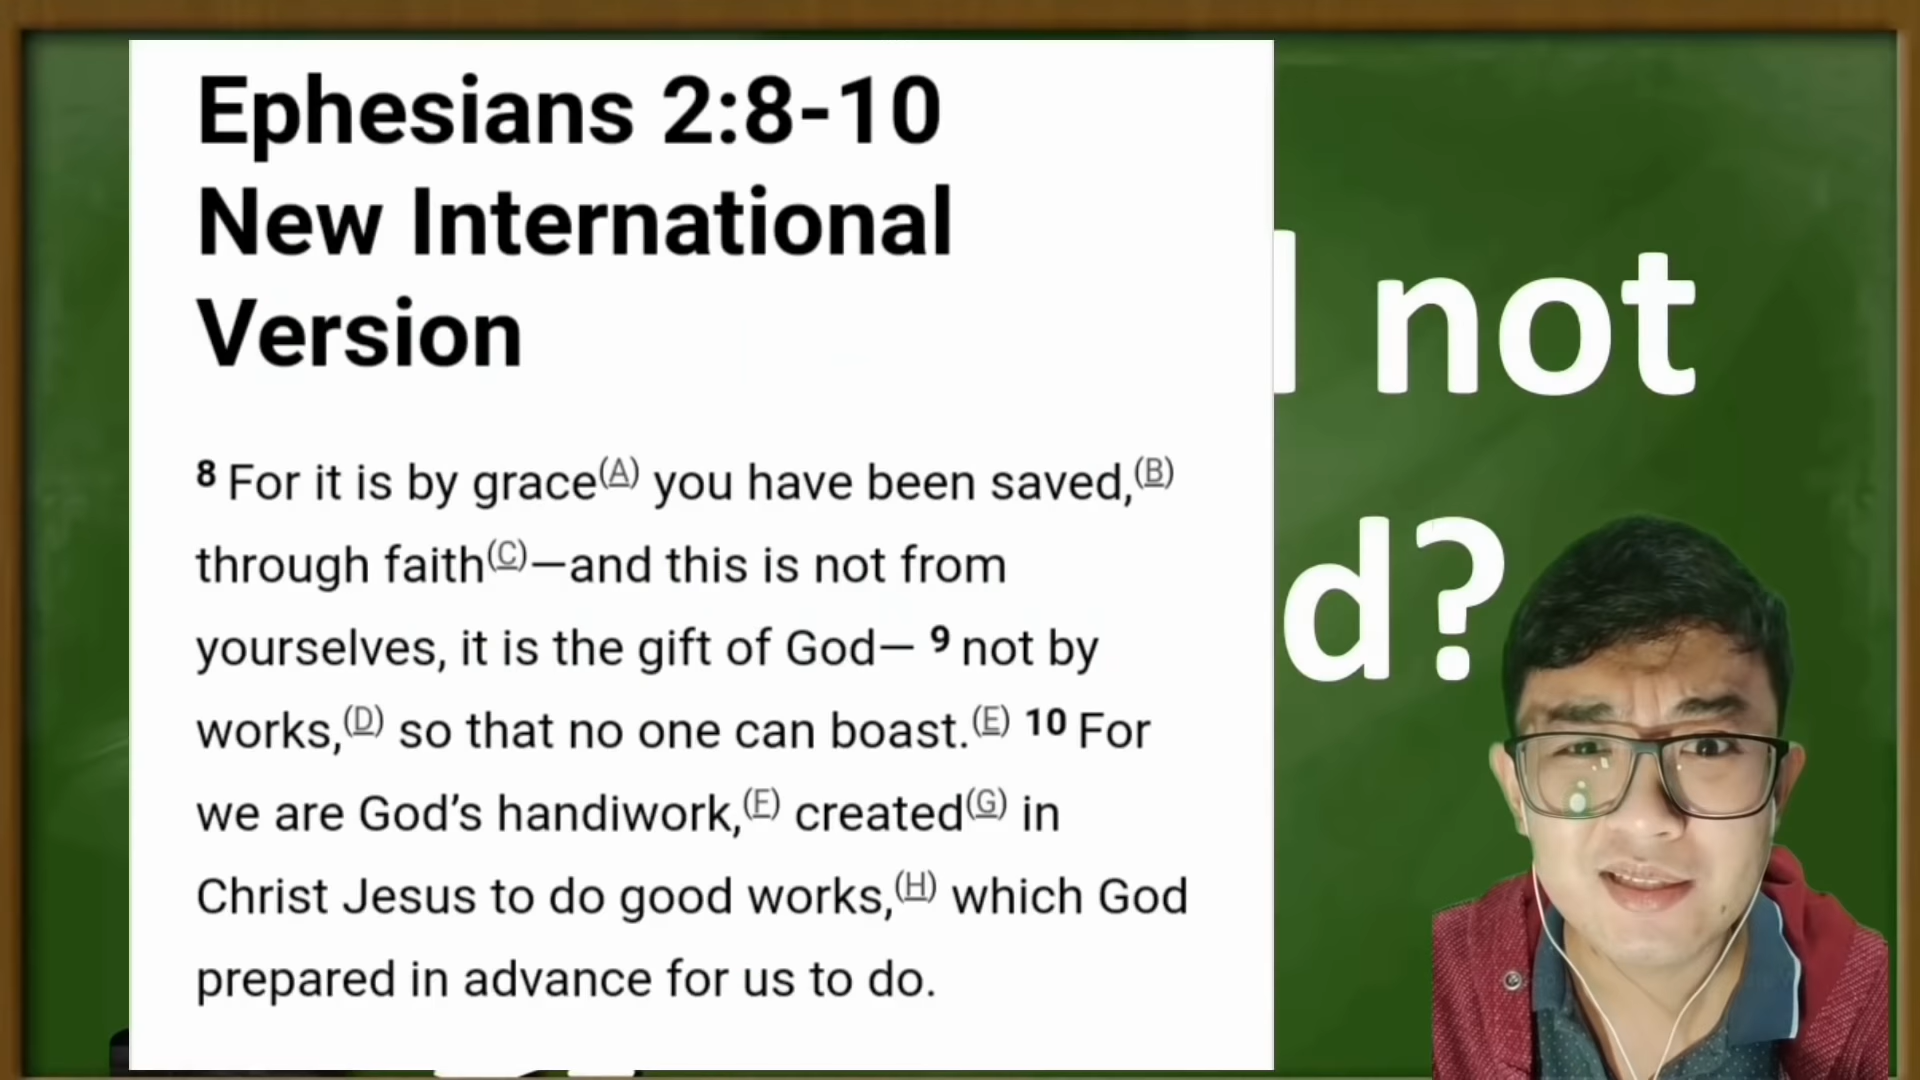 Ephesians 2:8-10
New International
Version
8 For it is by grace(A) you have been saved,(B)
through faith(C)—and this is not from
yourselves, it is the gift of God— 9 not by
works,(D) so that no one can boast.(E) 10 For
we are God’s handiwork,(F) created(G) in
Christ Jesus to do good works,(H) which God
prepared in advance for us to do.
not
d?